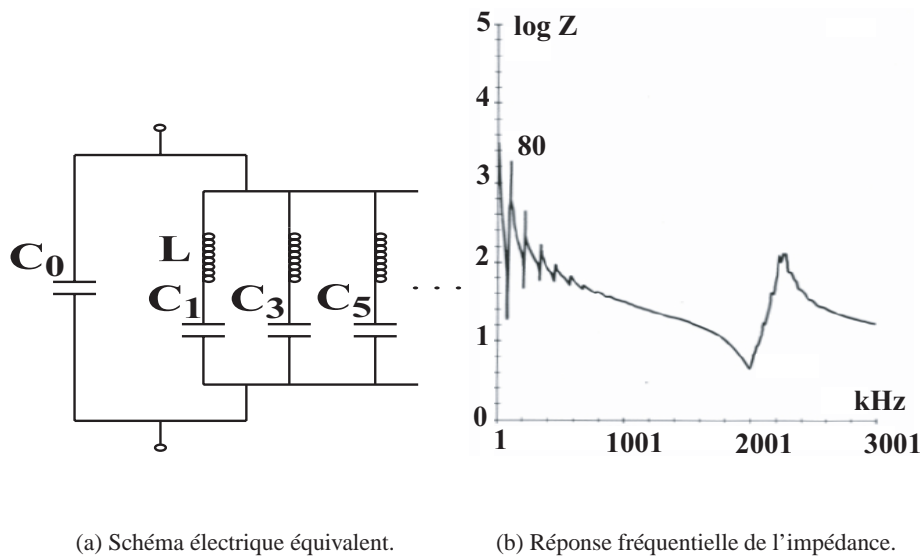 5
log Z
4
80
3
2
1
0
1
1001
2001
3001
kHz
C0
L
C1
C3
C5
. . .
(a) Schéma électrique équivalent.
(b) Réponse fréquentielle de l’impédance.